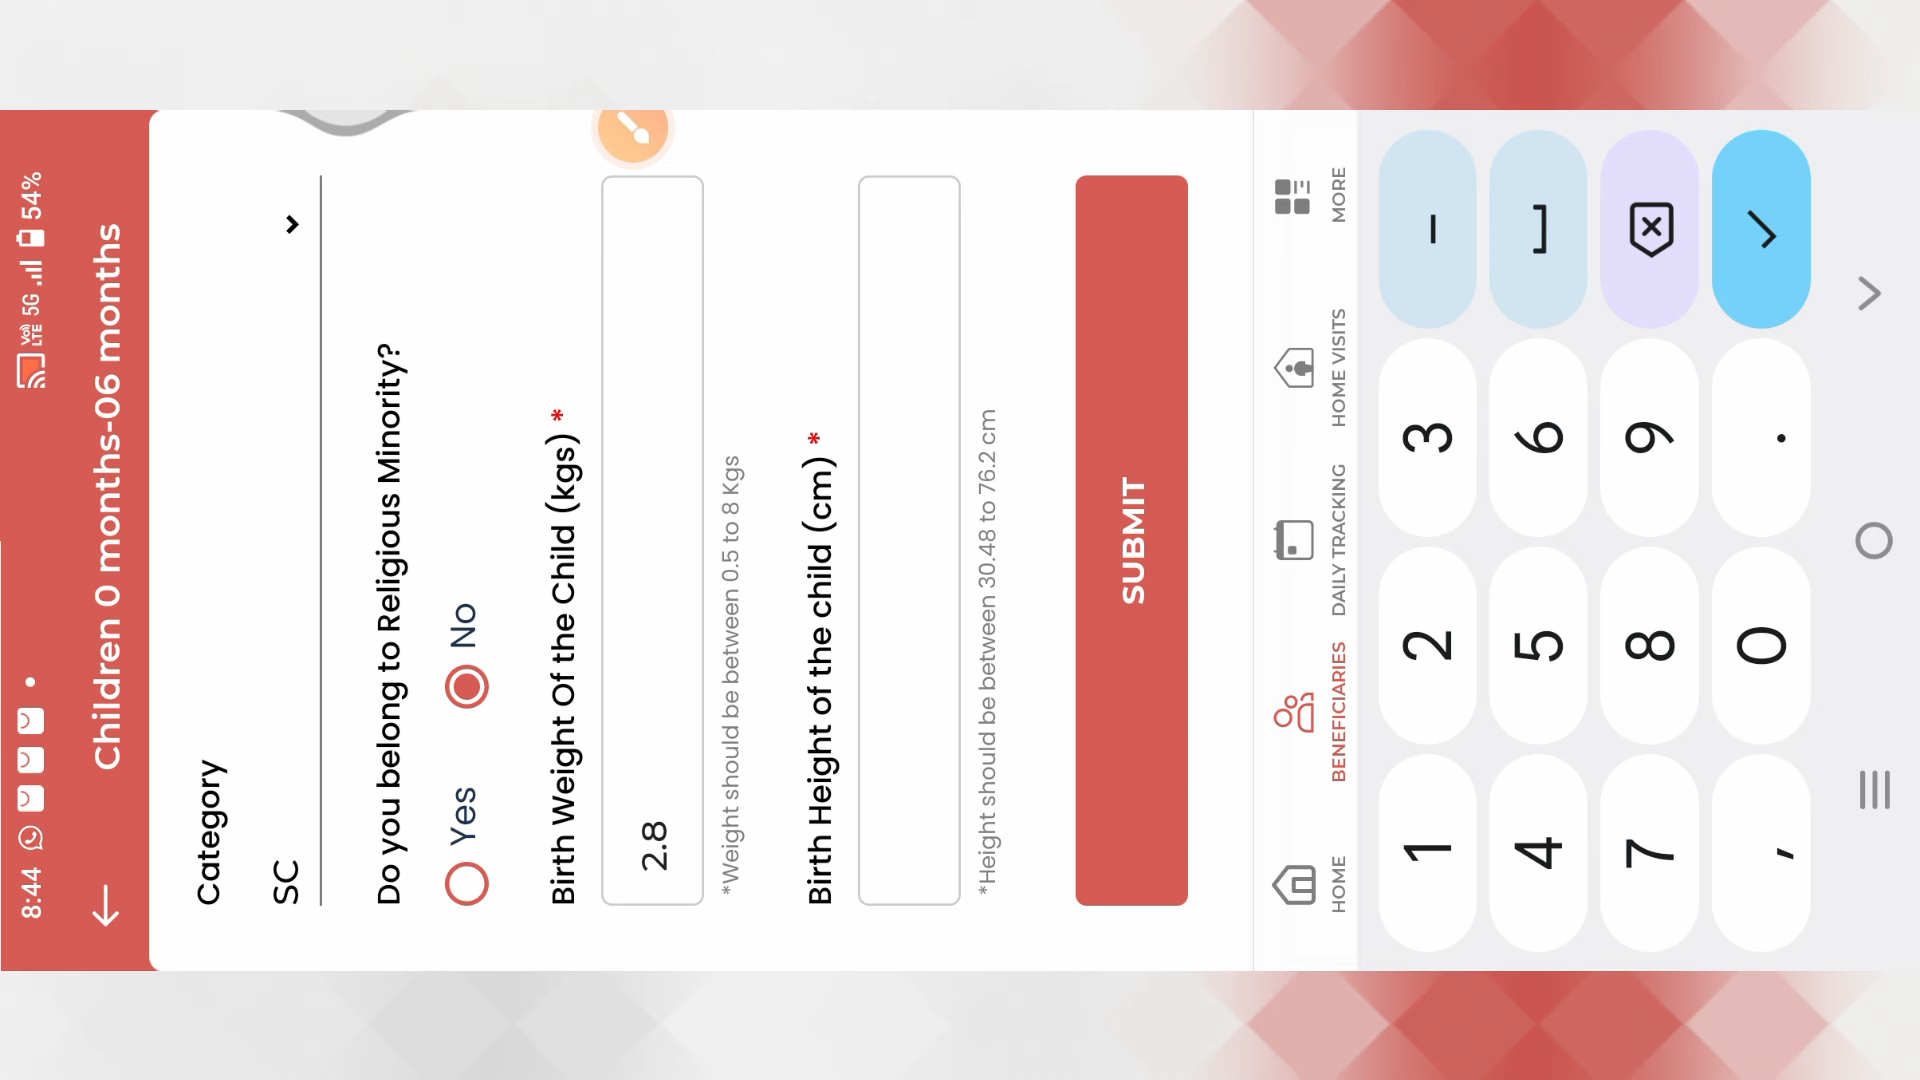 8:44 VoLTE 5G 54%
Children 0 months-06 months
Category
SC
Do you belong to Religious Minority?
Yes No
Birth Weight Of the Child (kgs) *
2.8
*Weight should be between 0.5 to 8 Kgs
Birth Height of the child (cm) *
*Height should be between 30.48 to 76.2 cm
SUBMIT
HOME BENEFICIARIES DAILY TRACKING HOME VISITS MORE
1 2 3 -
4 5 6
7 8 9
, 0 .